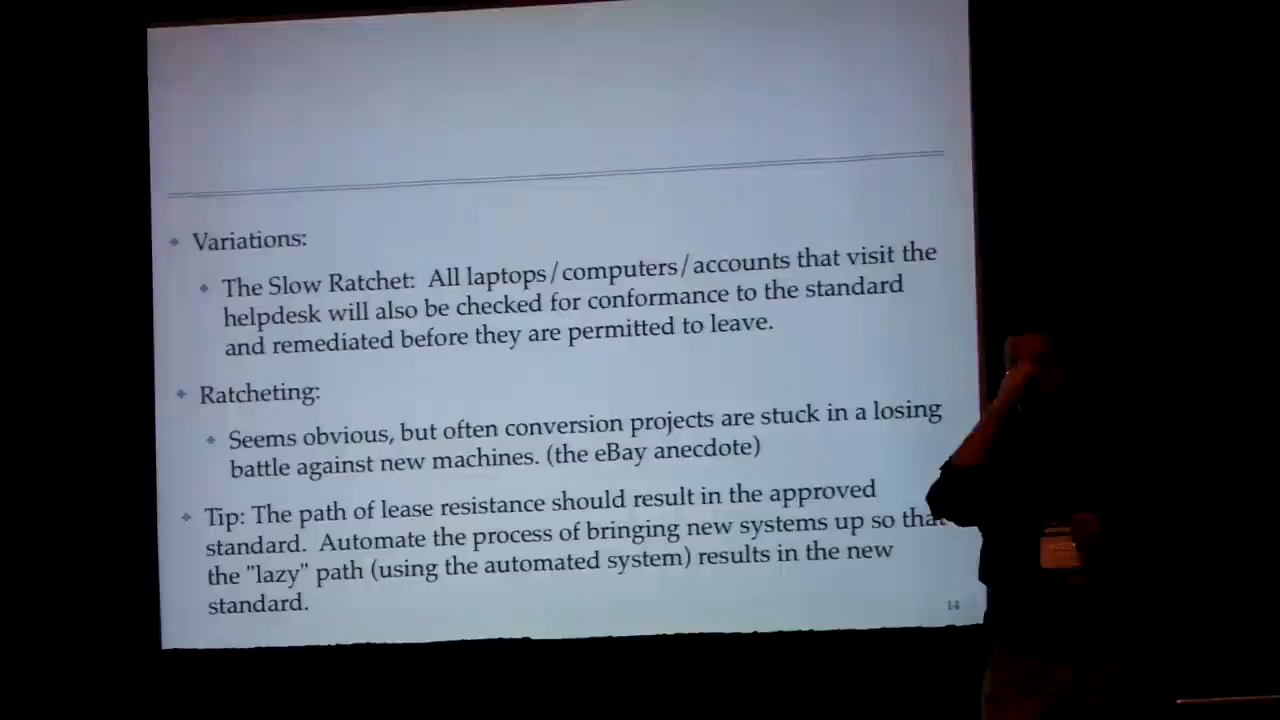 Variations:
The Slow Ratchet: All laptops/computers/accounts that visit the
helpdesk will also be checked for conformance to the standard
and remediated before they are permitted to leave.
Ratcheting:
Seems obvious, but often conversion projects are stuck in a losing
battle against new machines. (the eBay anecdote)
Tip: The path of lease resistance should result in the approved
standard. Automate the process of bringing new systems up so that
the "lazy" path (using the automated system) results in the new
standard.
14